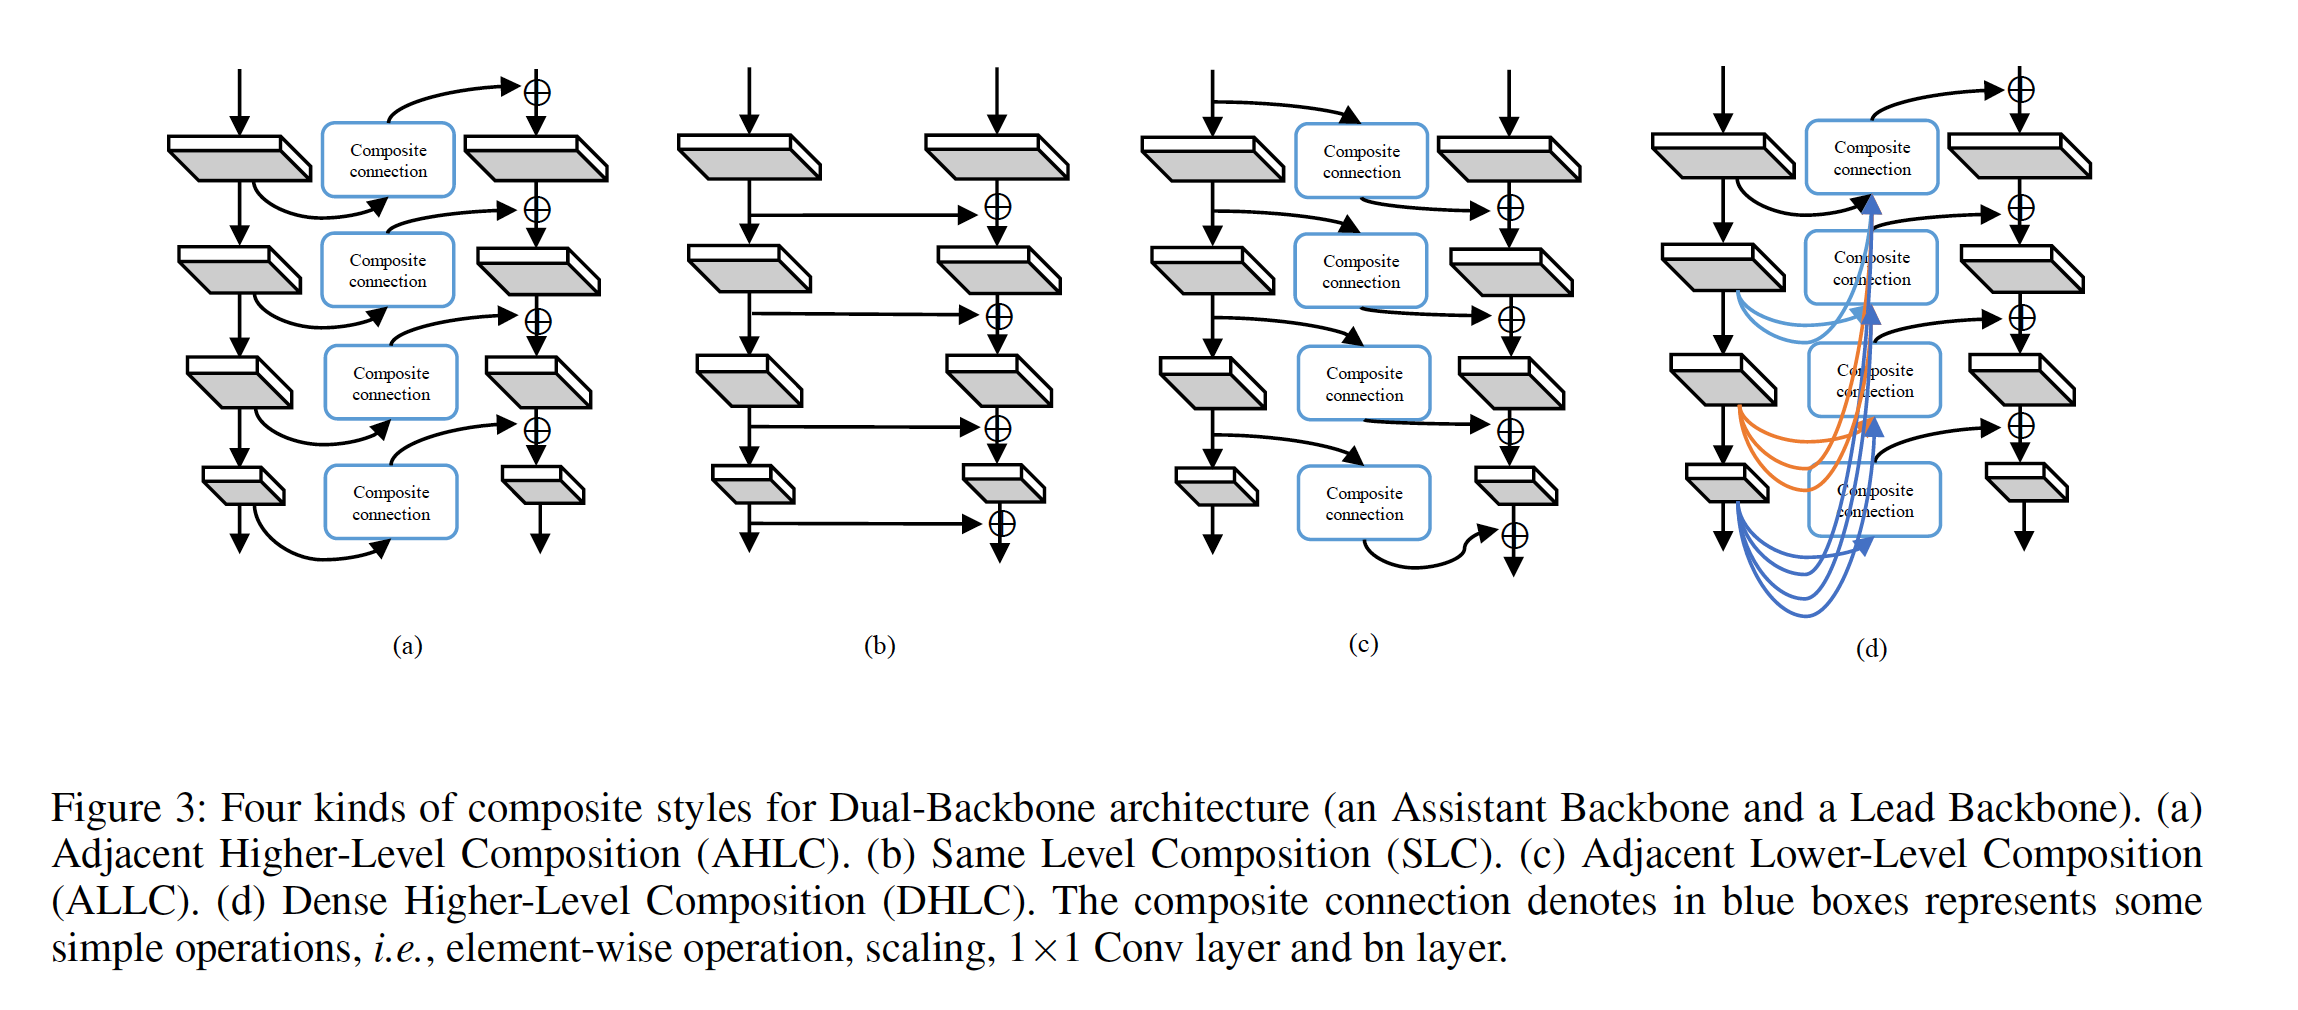 Composite
connection
Composite
connection
Composite
connection
Composite
connection
(a)
(b)
Composite
connection
Composite
connection
Composite
connection
Composite
connection
(c)
Composite
connection
Composite
connection
Composite
connection
Composite
connection
(d)
Figure 3: Four kinds of composite styles for Dual-Backbone architecture (an Assistant Backbone and a Lead Backbone). (a)
Adjacent Higher-Level Composition (AHLC). (b) Same Level Composition (SLC). (c) Adjacent Lower-Level Composition
(ALLC). (d) Dense Higher-Level Composition (DHLC). The composite connection denotes in blue boxes represents some
simple operations, i.e., element-wise operation, scaling, 1×1 Conv layer and bn layer.